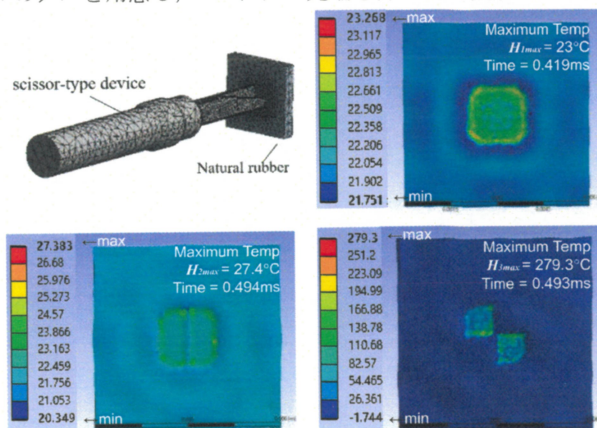 scissor-type device
Natural rubber
23.268 ←max
23.117
22.965
22.813
22.661
22.509
22.358
22.206
22.054
21.902
21.751 ←min
Maximum Temp
H1max = 23°C
Time = 0.419ms
27.383 ←max
26.68
25.976
25.273
24.57
23.866
23.163
22.459
21.756
21.053
20.349 ←min
Maximum Temp
H2max = 27.4°C
Time = 0.494ms
279.3 ←max
251.2
223.09
194.99
166.88
138.78
110.68
82.57
54.465
26.361
-1.744 ←min
Maximum Temp
H3max = 279.3°C
Time = 0.493ms